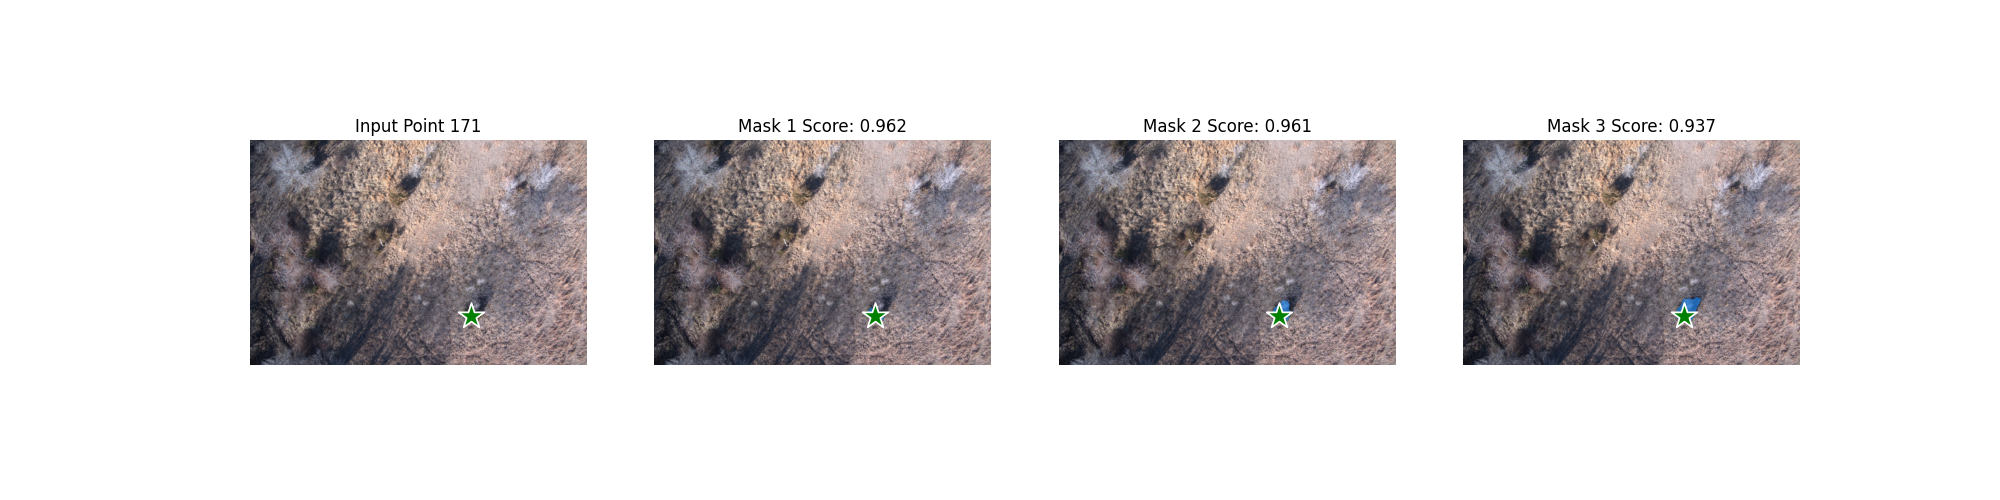 Input Point 171
Mask 1 Score: 0.962
Mask 2 Score: 0.961
Mask 3 Score: 0.937